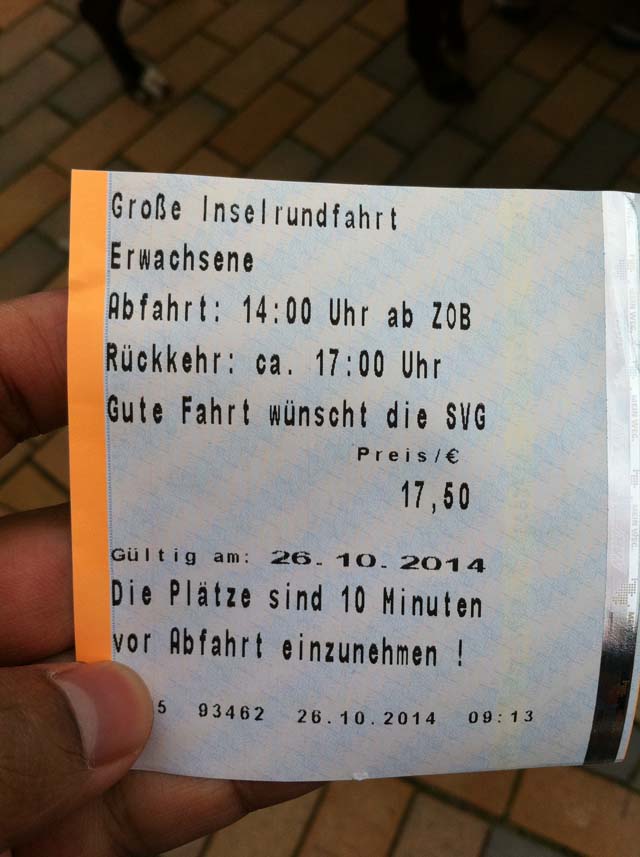 Große Inselrundfahrt
Erwachsene
Abfahrt: 14:00 Uhr ab ZOB
Rückkehr: ca. 17:00 Uhr
Gute Fahrt wünscht die SVG
Preis/€
17,50
Gültig am: 26.10.2014
Die Plätze sind 10 Minuten
vor Abfahrt einzunehmen !
5 93462 26.10.2014 09:13